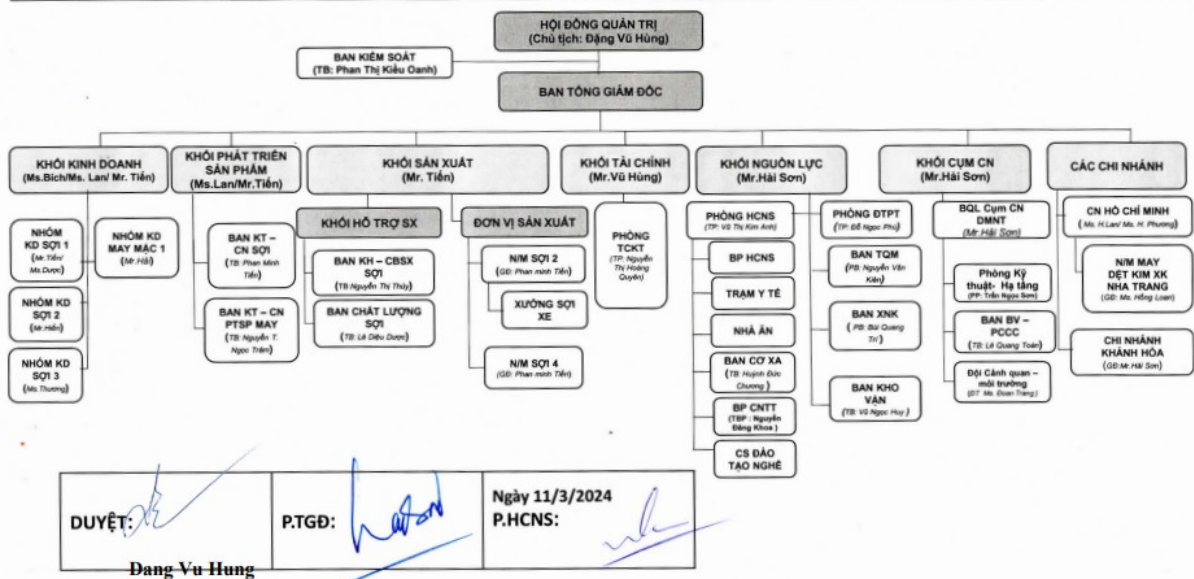 HỘI ĐỒNG QUẢN TRỊ
(Chủ tịch: Đặng Vũ Hùng)
BAN KIỂM SOÁT
(TB: Phan Thị Kiều Oanh)
BAN TỔNG GIÁM ĐỐC
KHỐI KINH DOANH
(Ms.Bich/Ms. Lan/ Mr. Tiến)
NHÓM
KD SỢI 1
(Mr.Tiến/
Ms.Dược)
NHÓM KD
SỢI 2
(Mr.Hiền)
NHÓM KD
SỢI 3
(Ms.Thương)
NHÓM KD
MAY MẶC 1
(Mr.Hải)
KHỐI PHÁT TRIỂN
SẢN PHẨM
(Ms.Lan/Mr.Tiến)
BAN KT –
CN SỢI
(TB: Phan Minh
Tiến)
BAN KT – CN
PTSP MAY
(TB: Nguyễn T.
Ngọc Trâm)
KHỐI SẢN XUẤT
(Mr. Tiến)
KHỐI HỖ TRỢ SX
BAN KH – CBSX
SỢI
(TB Nguyễn Thị Thủy)
BAN CHẤT LƯỢNG
SỢI
(TB: Lê Diệu Dược)
ĐƠN VỊ SẢN XUẤT
N/M SỢI 2
(GĐ: Phan minh Tiến)
XƯỞNG SỢI
XE
N/M SỢI 4
(GĐ: Phan minh Tiến)
KHỐI TÀI CHÍNH
(Mr.Vũ Hùng)
PHÒNG
TCKT
(TP: Nguyễn
Thị Hoàng
Quyên)
KHỐI NGUỒN LỰC
(Mr.Hải Sơn)
PHÒNG HCNS
(TP: Vũ Thị Kim Anh)
BP HCNS
TRẠM Y TẾ
NHÀ ĂN
BAN CƠ XA
(TB: Huỳnh Đức
Chương )
BP CNTT
(TBP : Nguyễn
Đăng Khoa )
CS ĐÀO
TẠO NGHỀ
PHÒNG ĐTPT
(TP: Đỗ Ngọc Phú)
BAN TQM
(PB: Nguyễn Văn
Kiên)
BAN XNK
( PB: Bùi Quang
Trí )
BAN KHO
VẬN
(TB: Vũ Ngọc Huy )
KHỐI CỤM CN
(Mr.Hải Sơn)
BQL Cụm CN
DMNT
(Mr.Hải Sơn)
Phòng Kỹ
thuật- Hạ tầng
(PP: Trần Ngọc Sơn)
BAN BV –
PCCC
(TB: Lê Quang Toàn)
Đội Cảnh quan –
môi trường
(ĐT Ms. Đoan Trang )
CÁC CHI NHÁNH
CN HỒ CHÍ MINH
( Ms. H.Lan/ Ms. H. Phương)
N/M MAY
DỆT KIM XK
NHA TRANG
(GĐ: Ms. Hồng Loan)
CHI NHÁNH
KHÁNH HÒA
(GĐ:Mr.Hải Sơn)
DUYỆT:
Dang Vu Hung
P.TGĐ:
Ngày 11/3/2024
P.HCNS: